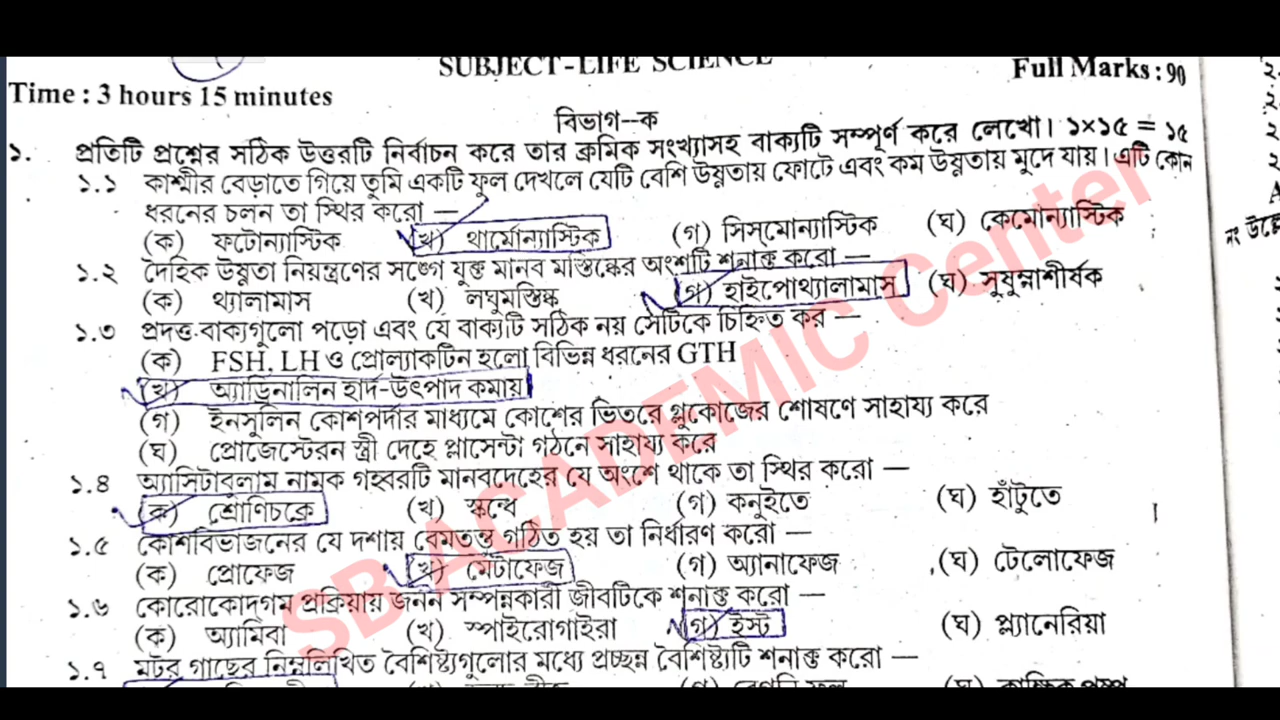 SUBJECT-LIFE SCIENCE
Full Marks : 90
Time : 3 hours 15 minutes
বিভাগ--ক
১. প্রতিটি প্রশ্নের সঠিক উত্তরটি নির্বাচন করে তার ক্রমিক সংখ্যাসহ বাক্যটি সম্পূর্ণ করে লেখো। ১×১৫ = ১৫
১.১ কাশ্মীর বেড়াতে গিয়ে তুমি একটি ফুল দেখলে যেটি বেশি উষ্ণতায় ফোটে এবং কম উষ্ণতায় মুদে যায়। এটি কোন
ধরনের চলন তা স্থির করো —
(ক) ফটোন্যাস্টিক (খ) থার্মোন্যাস্টিক (গ) সিস্‌মোন্যাস্টিক (ঘ) কেমোন্যাস্টিক
১.২ দৈহিক উষ্ণতা নিয়ন্ত্রণের সঙ্গে যুক্ত মানব মস্তিষ্কের অংশটি শনাক্ত করো —
(ক) থ্যালামাস (খ) লঘুমস্তিষ্ক (গ) হাইপোথ্যালামাস (ঘ) সুষুম্নাশীর্ষক
১.৩ প্রদত্ত বাক্যগুলো পড়ো এবং যে বাক্যটি সঠিক নয় সেটিকে চিহ্নিত কর —
(ক) FSH, LH ও প্রোল্যাকটিন হলো বিভিন্ন ধরনের GTH
(খ) অ্যাড্রিনালিন হার্দ-উৎপাদ কমায়
(গ) ইনসুলিন কোশপর্দার মাধ্যমে কোশের ভিতরে গ্লুকোজের শোষণে সাহায্য করে
(ঘ) প্রোজেস্টেরন স্ত্রী দেহে প্লাসেন্টা গঠনে সাহায্য করে
১.৪ অ্যাসিটাবুলাম নামক গহ্বরটি মানবদেহের যে অংশে থাকে তা স্থির করো —
(ক) শ্রোণিচক্রে (খ) স্কন্ধে (গ) কনুইতে (ঘ) হাঁটুতে
১.৫ কোশবিভাজনের যে দশায় বেমতন্তু গঠিত হয় তা নির্ধারণ করো —
(ক) প্রোফেজ (খ) মেটাফেজ (গ) অ্যানাফেজ (ঘ) টেলোফেজ
১.৬ কোরোকোদ্গম প্রক্রিয়ায় জনন সম্পন্নকারী জীবটিকে শনাক্ত করো —
(ক) অ্যামিবা (খ) স্পাইরোগাইরা (গ) ইস্ট (ঘ) প্ল্যানেরিয়া
১.৭ মটর গাছের নিম্নলিখিত বৈশিষ্ট্যগুলোর মধ্যে প্রচ্ছন্ন বৈশিষ্ট্যটি শনাক্ত করো —
SB ACADEMIC Center